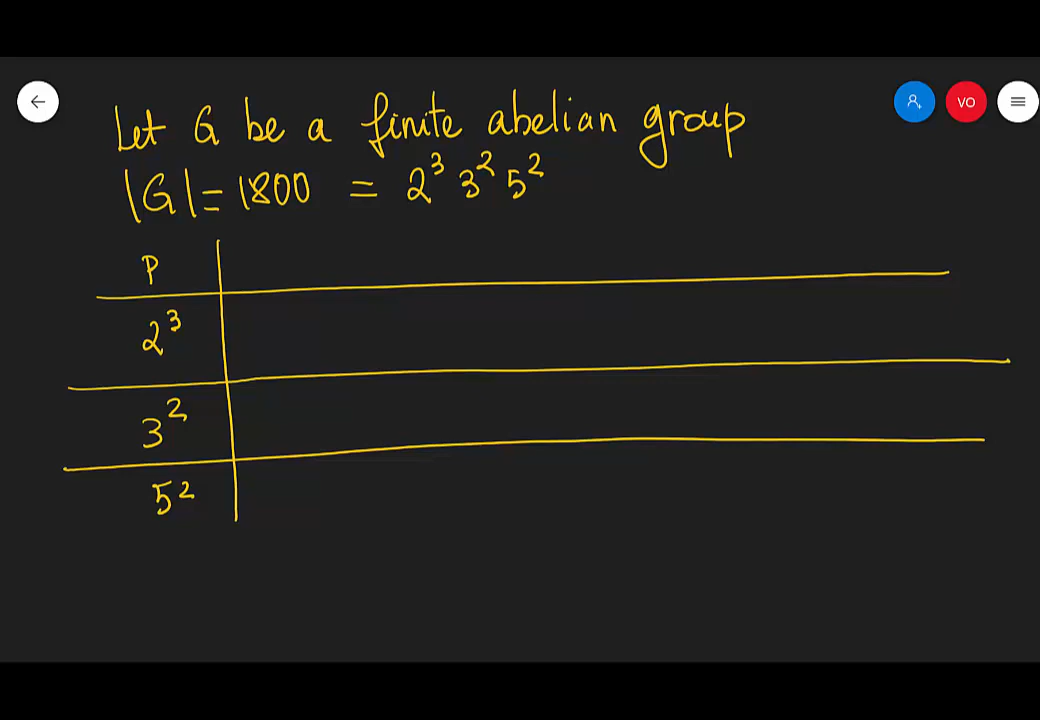 Let G be a finite abelian group
|G| = 1800 = 2³ 3² 5²
P
2³
3²
5²
VO